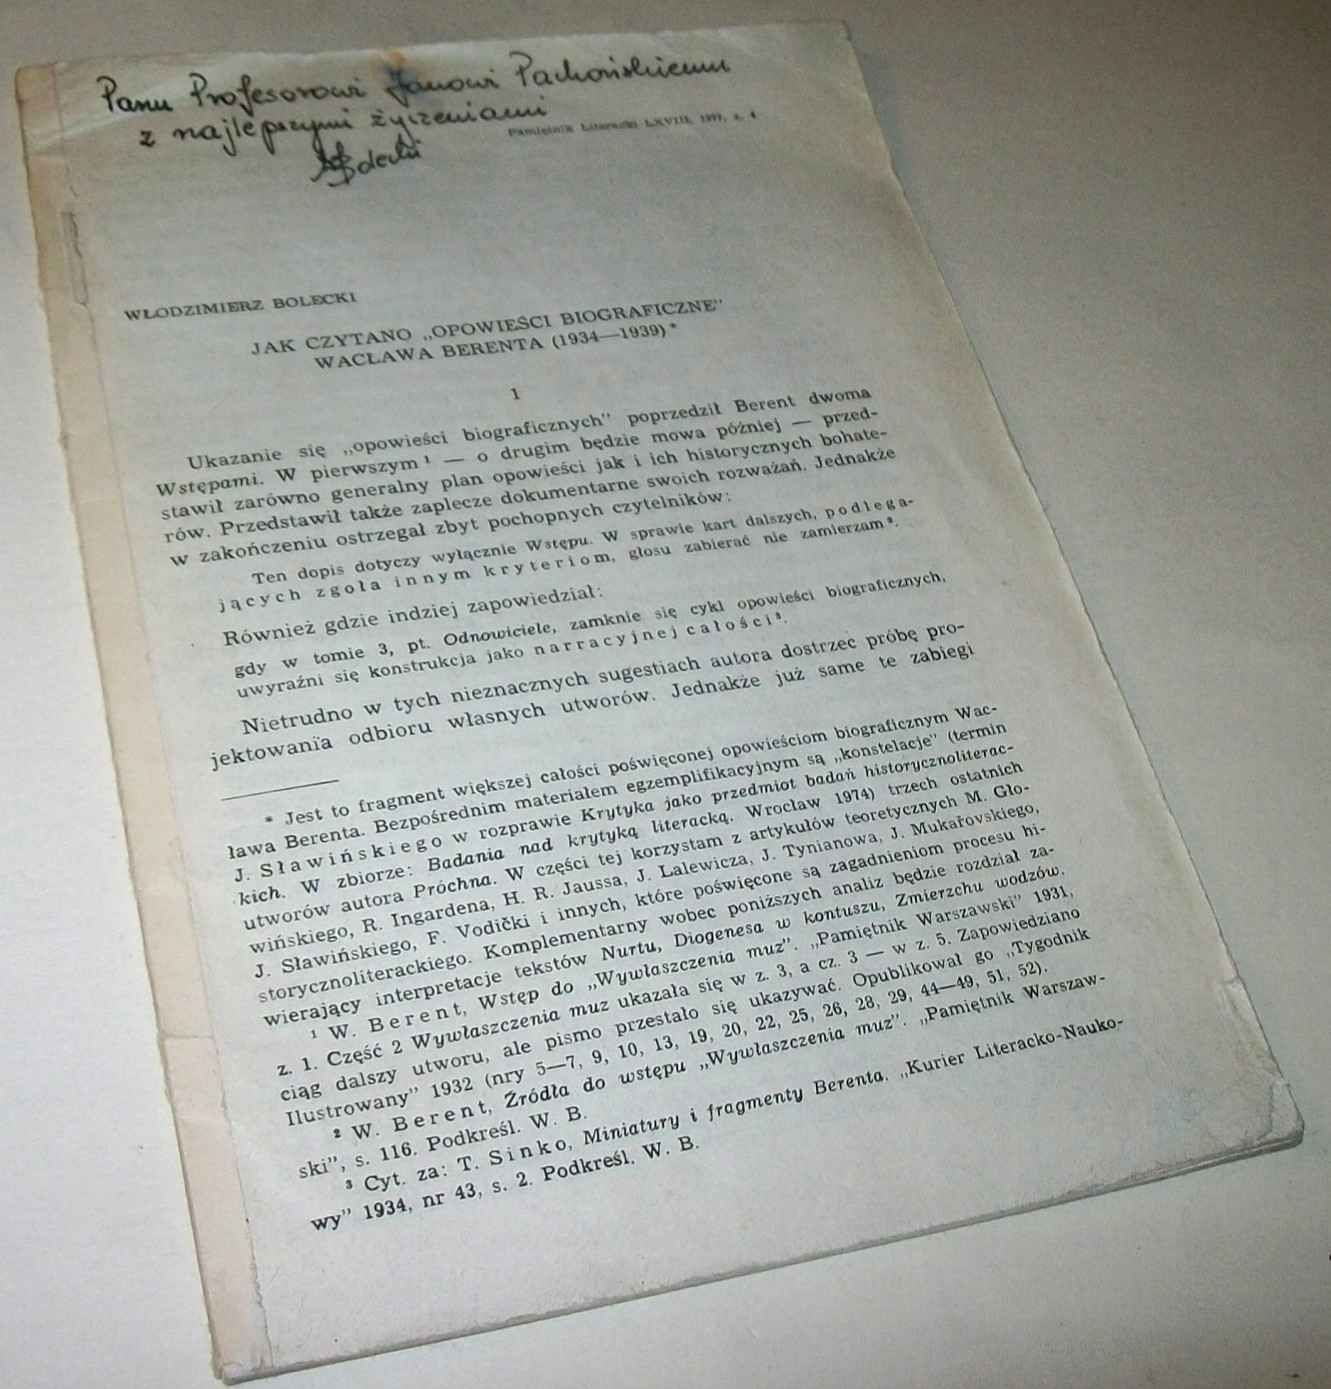 Panu Profesorowi Janowi Pachońskiemu
z najlepszymi życzeniami
Pamiętnik Literacki LXVIII, 1977, z. 4
WŁODZIMIERZ BOLECKI
JAK CZYTANO „OPOWIEŚCI BIOGRAFICZNE”
WACŁAWA BERENTA (1934—1939)*
1
Ukazanie się „opowieści biograficznych” poprzedził Berent dwoma
Wstępami. W pierwszym¹ — o drugim będzie mowa później — przed-
stawił zarówno generalny plan opowieści jak i ich historycznych bohate-
rów. Przedstawił także zaplecze dokumentarne swoich rozważań. Jednakże
w zakończeniu ostrzegał zbyt pochopnych czytelników:
Ten dopis dotyczy wyłącznie Wstępu. W sprawie kart dalszych, podlega-
jących zgoła innym kryteriom, głosu zabierać nie zamierzam².
Również gdzie indziej zapowiedział:
gdy w tomie 3, pt. Odnowiciele, zamknie się cykl opowieści biograficznych,
uwyraźni się konstrukcja jako narracyjnej całości³.
Nietrudno w tych nieznacznych sugestiach autora dostrzec próbę pro-
jektowania odbioru własnych utworów. Jednakże już same te zabiegi
* Jest to fragment większej całości poświęconej opowieściom biograficznym Wac-
ława Berenta. Bezpośrednim materiałem egzemplifikacyjnym są „konstelacje” (termin
J. Sławińskiego w rozprawie Krytyka jako przedmiot badań historycznoliterac-
kich. W zbiorze: Badania nad krytyką literacką. Wrocław 1974) trzech ostatnich
utworów autora Próchna. W części tej korzystam z artykułów teoretycznych M. Gło-
wińskiego, R. Ingardena, H. R. Jaussa, J. Lalewicza, J. Tynianowa, J. Mukařovskiego,
J. Sławińskiego, F. Vodički i innych, które poświęcone są zagadnieniom procesu hi-
storycznoliterackiego. Komplementarny wobec poniższych analiz będzie rozdział za-
wierający interpretacje tekstów Nurtu, Diogenesa w kontuszu, Zmierzchu wodzów.
¹ W. Berent, Wstęp do „Wywłaszczenia muz”. „Pamiętnik Warszawski” 1931,
z. 1. Część 2 Wywłaszczenia muz ukazała się w z. 3, a cz. 3 — w z. 5. Zapowiedziano
ciąg dalszy utworu, ale pismo przestało się ukazywać. Opublikował go „Tygodnik
Ilustrowany” 1932 (nry 5—7, 9, 10, 13, 19, 20, 22, 25, 26, 28, 29, 44—49, 51, 52).
² W. Berent, Źródła do wstępu „Wywłaszczenia muz”. „Pamiętnik Warszaw-
ski”, s. 116. Podkreśl. W. B.
³ Cyt. za: T. Sinko, Miniatury i fragmenty Berenta. „Kurier Literacko-Nauko-
wy” 1934, nr 43, s. 2. Podkreśl. W. B.